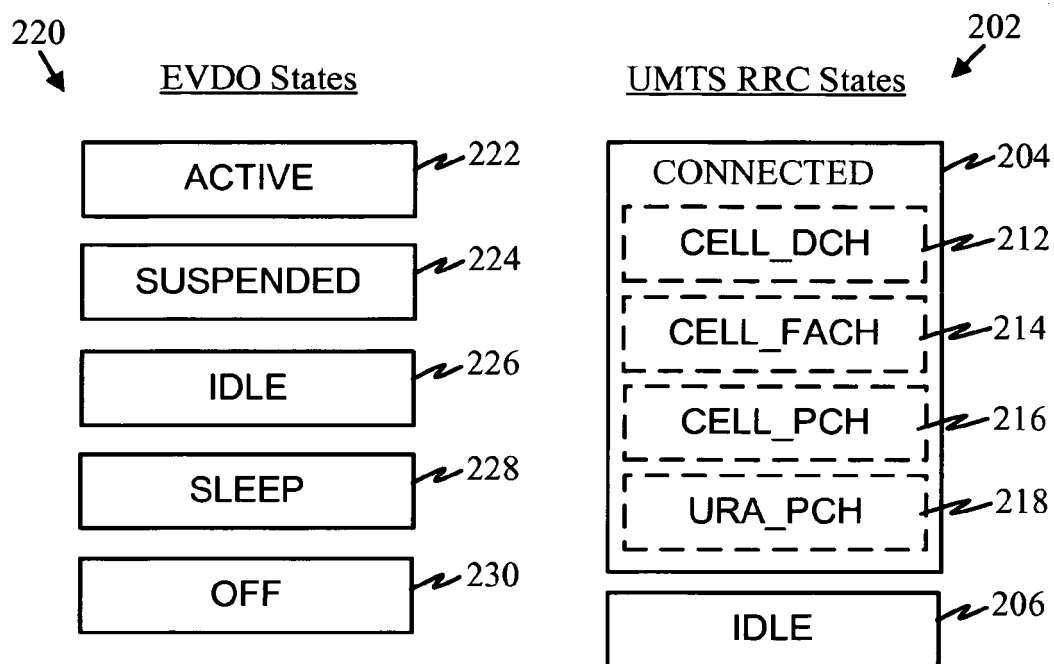 220
EVDO States
ACTIVE
222
SUSPENDED
224
IDLE
226
SLEEP
228
OFF
230
202
UMTS RRC States
CONNECTED
204
CELL_DCH
212
CELL_FACH
214
CELL_PCH
216
URA_PCH
218
IDLE
206